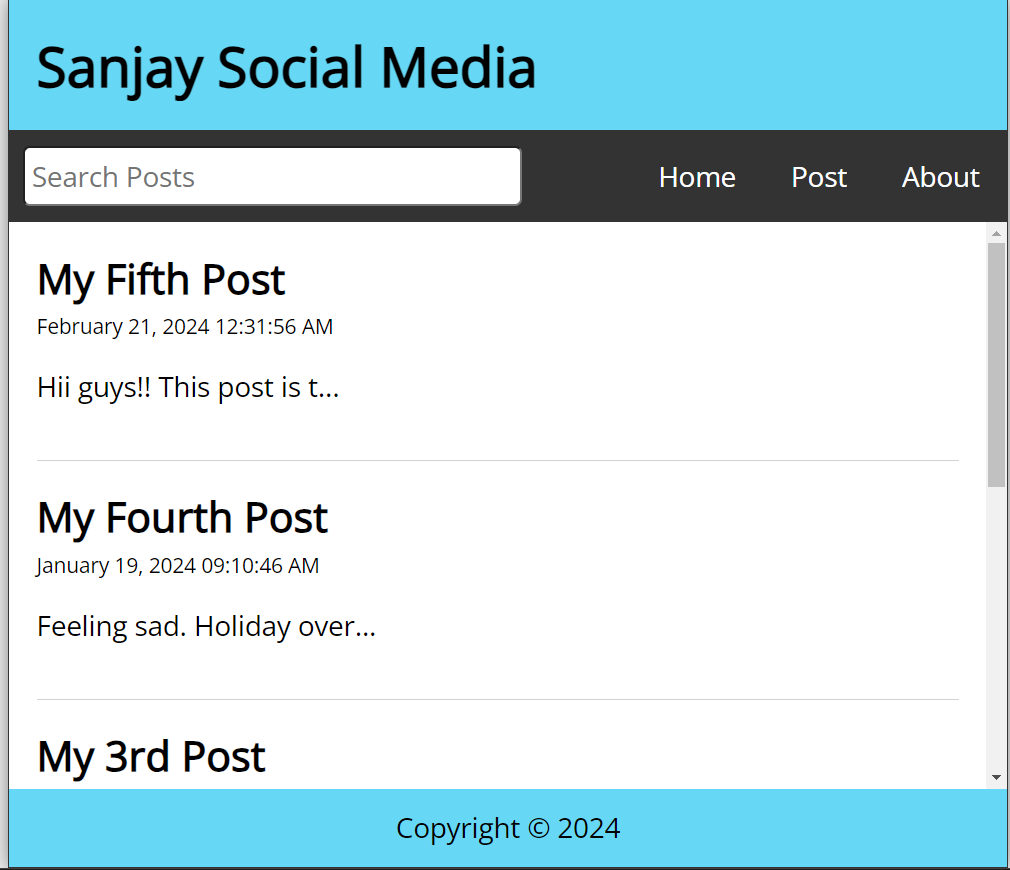 Sanjay Social Media
Search Posts
Home Post About
My Fifth Post
February 21, 2024 12:31:56 AM
Hii guys!! This post is t...
My Fourth Post
January 19, 2024 09:10:46 AM
Feeling sad. Holiday over...
My 3rd Post
Copyright © 2024